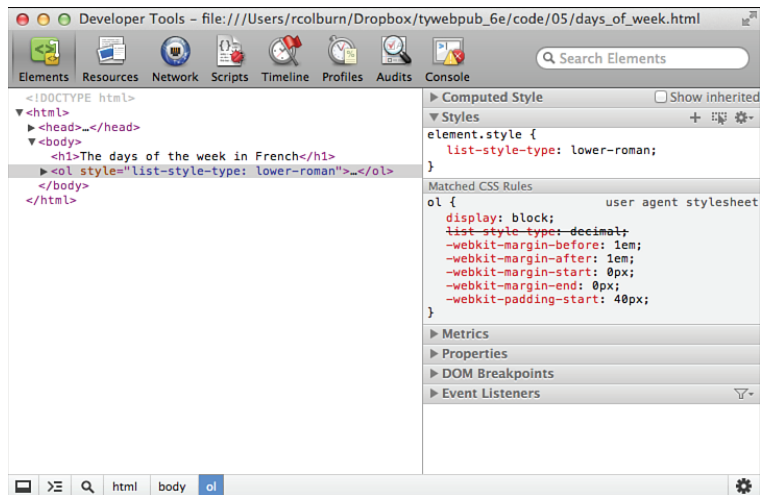 Developer Tools – file:///Users/rcolburn/Dropbox/tywebpub_6e/code/05/days_of_week.html
Elements Resources Network Scripts Timeline Profiles Audits Console
Search Elements
<!DOCTYPE html>
▼<html>
▶<head>…</head>
▼<body>
<h1>The days of the week in French</h1>
▶<ol style="list-style-type: lower-roman">…</ol>
</body>
</html>
▶ Computed Style Show inherited
▼ Styles
element.style {
list-style-type: lower-roman;
}
Matched CSS Rules
ol { user agent stylesheet
display: block;
list-style-type: decimal;
-webkit-margin-before: 1em;
-webkit-margin-after: 1em;
-webkit-margin-start: 0px;
-webkit-margin-end: 0px;
-webkit-padding-start: 40px;
}
▶ Metrics
▶ Properties
▶ DOM Breakpoints
▶ Event Listeners
html body ol